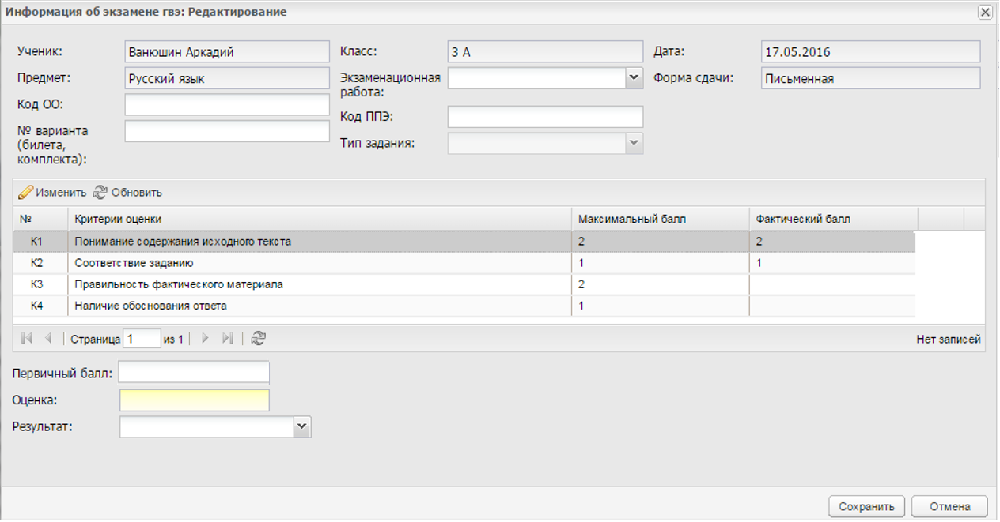 Информация об экзамене гвэ: Редактирование
Ученик: Ванюшин Аркадий Класс: 3 А Дата: 17.05.2016
Предмет: Русский язык Экзаменационная работа: Форма сдачи: Письменная
Код ОО:
Код ППЭ:
№ варианта
(билета,
комплекта):
Тип задания:
Изменить Обновить
№ Критерии оценки Максимальный балл Фактический балл
К1 Понимание содержания исходного текста 2 2
К2 Соответствие заданию 1 1
К3 Правильность фактического материала 2
К4 Наличие обоснования ответа 1
Страница 1 из 1 Нет записей
Первичный балл:
Оценка:
Результат:
Сохранить Отмена